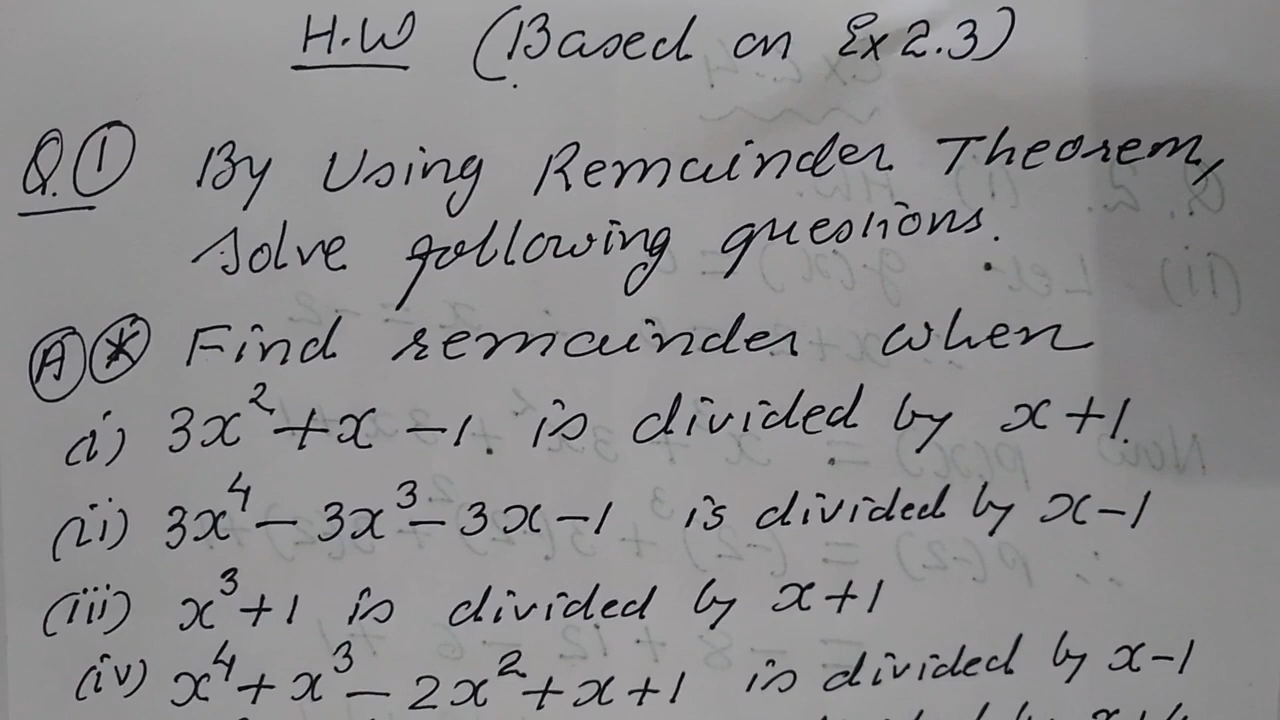 H.W (Based on Ex 2.3)
Q.① By Using Remainder Theorem,
solve following questions.
Ⓐ Find remainder when
(i) 3x²+x-1. is divided by x+1.
(ii) 3x⁴-3x³-3x-1 is divided by x-1
(iii) x³+1 is divided by x+1
(iv) x⁴+x³-2x²+x+1 is divided by x-1